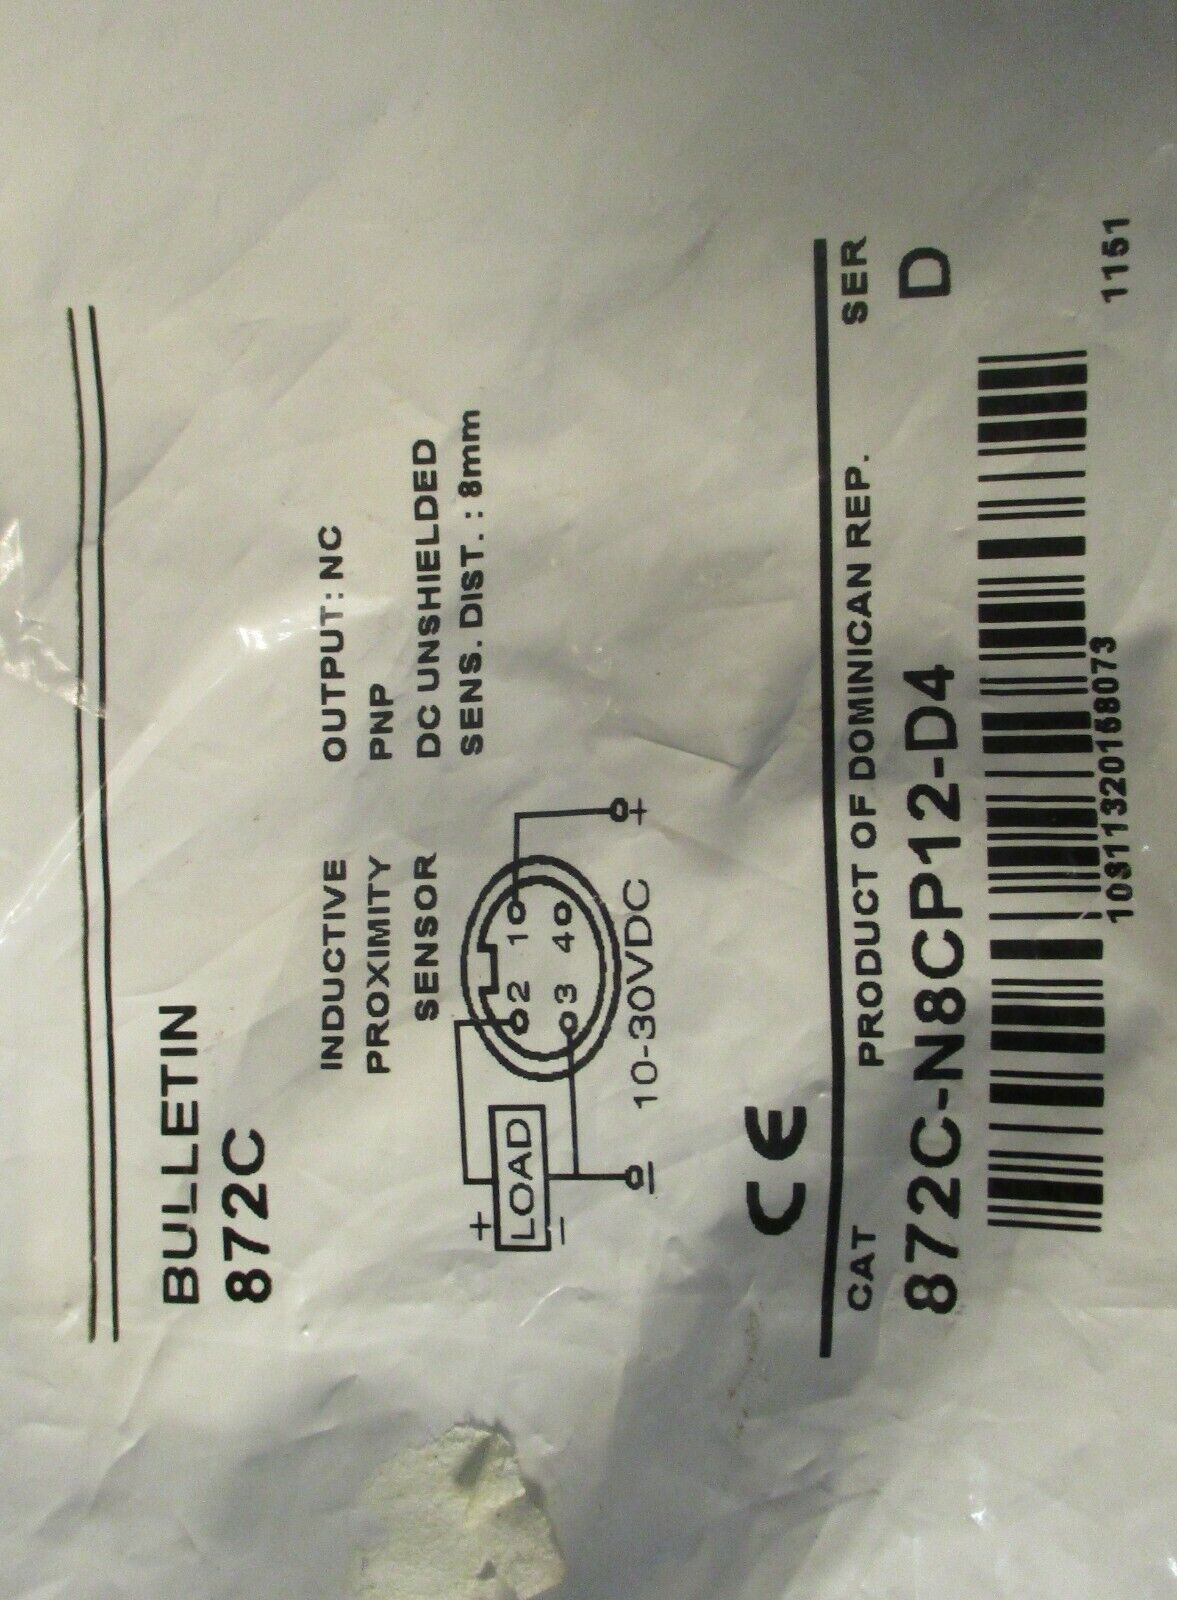 BULLETIN
872C
INDUCTIVE
PROXIMITY
SENSOR
OUTPUT: NC
PNP
DC UNSHIELDED
SENS. DIST. : 8mm
+
LOAD
−
2 1
3 4
− +
10-30VDC
CE
CAT PRODUCT OF DOMINICAN REP. SER
872C-N8CP12-D4 D
10811320158073
1151